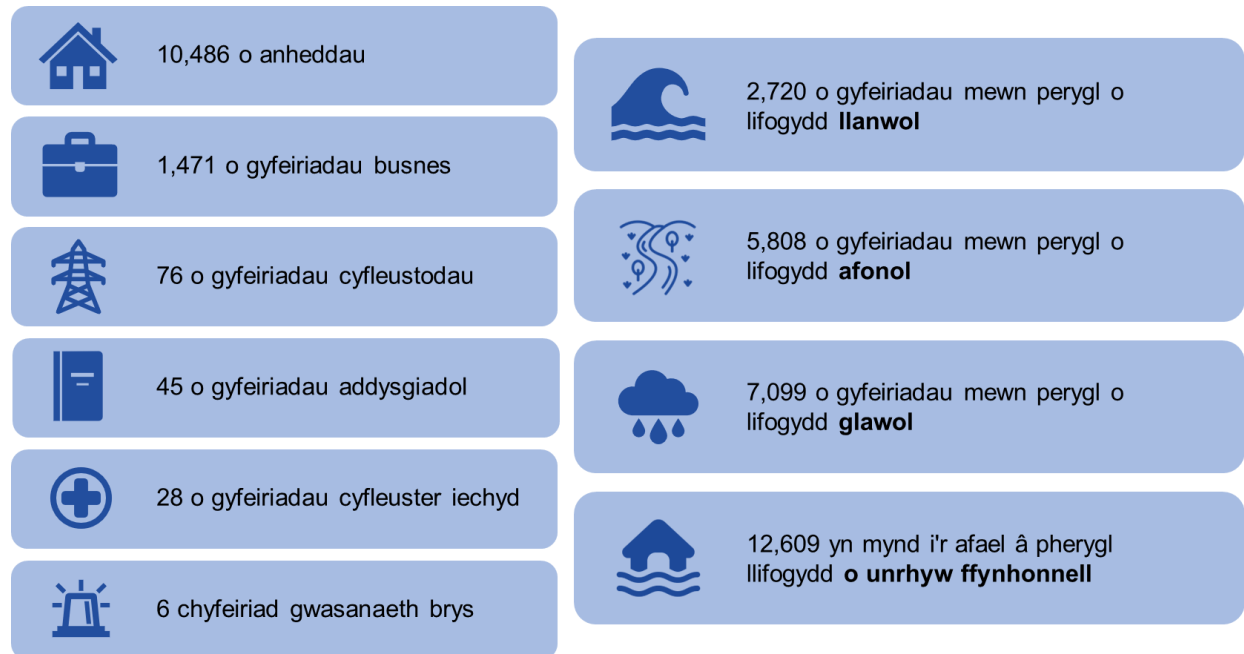 10,486 o anheddau
1,471 o gyfeiriadau busnes
76 o gyfeiriadau cyfleustodau
45 o gyfeiriadau addysgiadol
28 o gyfeiriadau cyfleuster iechyd
6 chyfeiriad gwasanaeth brys
2,720 o gyfeiriadau mewn perygl o
lifogydd llanwol
5,808 o gyfeiriadau mewn perygl o
lifogydd afonol
7,099 o gyfeiriadau mewn perygl o
lifogydd glawol
12,609 yn mynd i'r afael â pherygl
llifogydd o unrhyw ffynhonnell